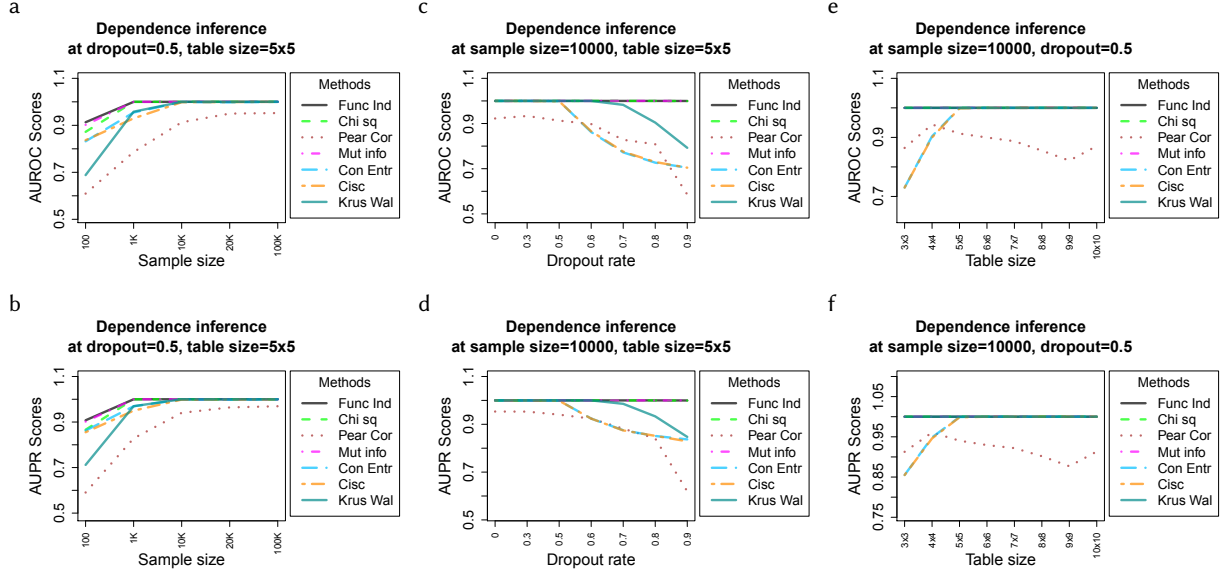 a
Dependence inference
at dropout=0.5, table size=5x5
AUROC Scores
0.5 0.7 0.9 1.1
100 1K 10K 20K 100K
Sample size
Methods
Func Ind
Chi sq
Pear Cor
Mut info
Con Entr
Cisc
Krus Wal
c
Dependence inference
at sample size=10000, table size=5x5
AUROC Scores
0.5 0.7 0.9 1.1
0 0.3 0.5 0.6 0.7 0.8 0.9
Dropout rate
Methods
Func Ind
Chi sq
Pear Cor
Mut info
Con Entr
Cisc
Krus Wal
e
Dependence inference
at sample size=10000, dropout=0.5
AUROC Scores
0.7 0.9 1.1
3x3 4x4 5x5 6x6 7x7 8x8 9x9 10x10
Table size
Methods
Func Ind
Chi sq
Pear Cor
Mut info
Con Entr
Cisc
Krus Wal
b
Dependence inference
at dropout=0.5, table size=5x5
AUPR Scores
0.5 0.7 0.9 1.1
100 1K 10K 20K 100K
Sample size
Methods
Func Ind
Chi sq
Pear Cor
Mut info
Con Entr
Cisc
Krus Wal
d
Dependence inference
at sample size=10000, table size=5x5
AUPR Scores
0.5 0.7 0.9 1.1
0 0.3 0.5 0.6 0.7 0.8 0.9
Dropout rate
Methods
Func Ind
Chi sq
Pear Cor
Mut info
Con Entr
Cisc
Krus Wal
f
Dependence inference
at sample size=10000, dropout=0.5
AUPR Scores
0.75 0.85 0.95 1.05
3x3 4x4 5x5 6x6 7x7 8x8 9x9 10x10
Table size
Methods
Func Ind
Chi sq
Pear Cor
Mut info
Con Entr
Cisc
Krus Wal